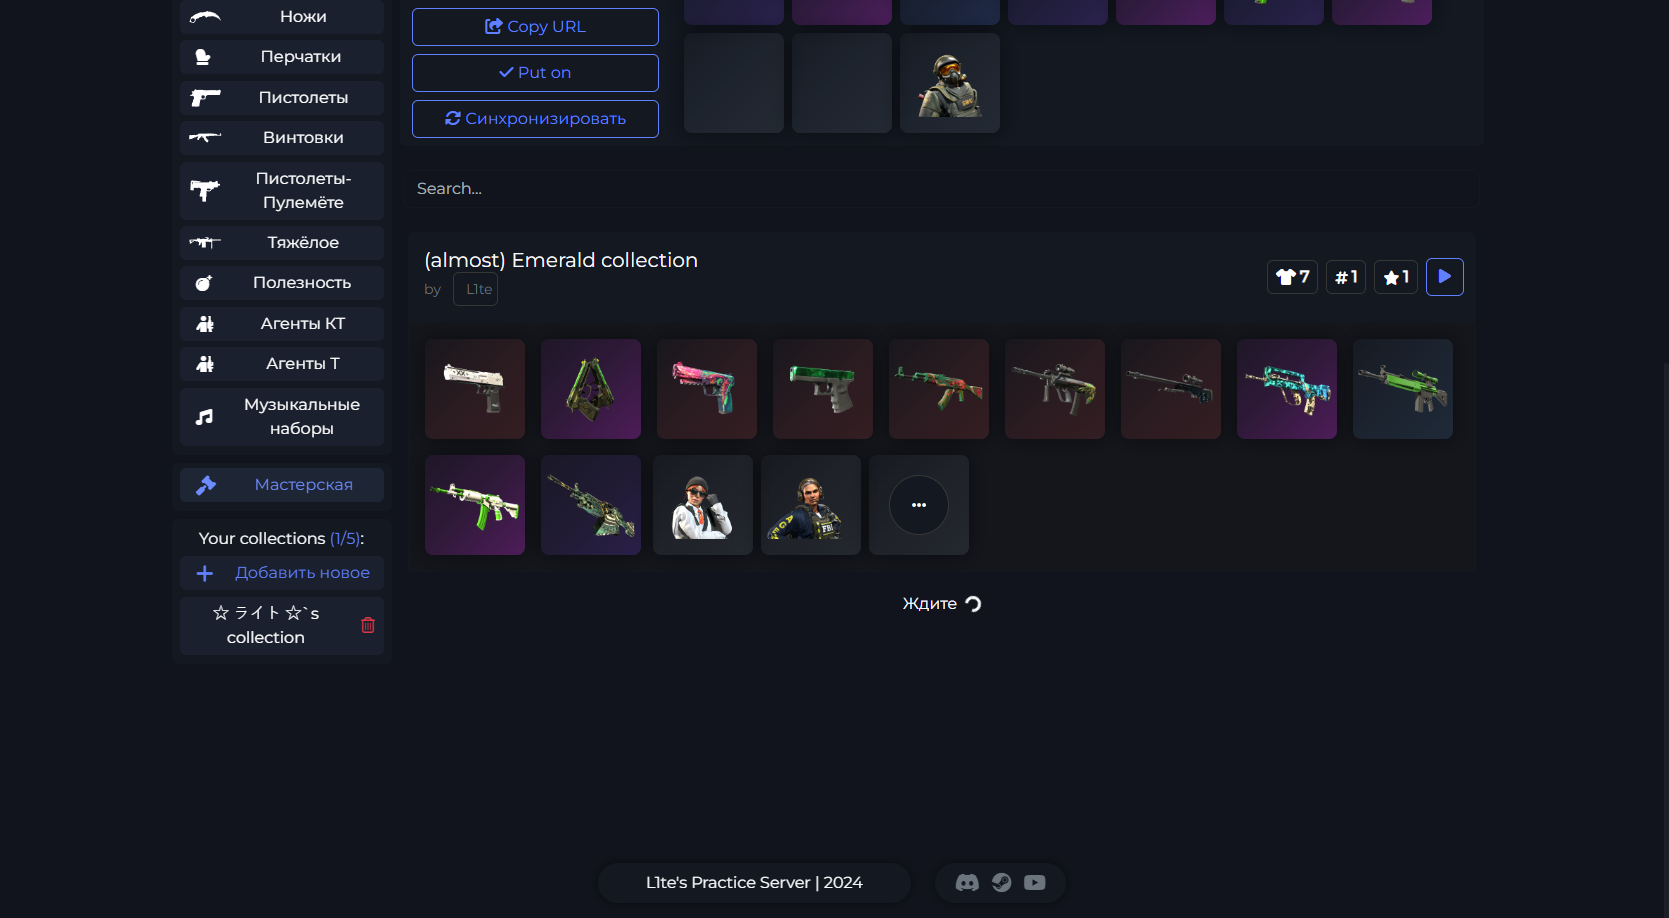 Ножи
Перчатки
Пистолеты
Винтовки
Пистолеты-
Пулемёте
Тяжёлое
Полезность
Агенты КТ
Агенты Т
Музыкальные
наборы
Мастерская
Your collections (1/5):
Добавить новое
☆ ライト ☆`s
collection
Copy URL
Put on
Синхронизировать
Search...
(almost) Emerald collection
by L1te
7
#1
1
Ждите
L1te's Practice Server | 2024